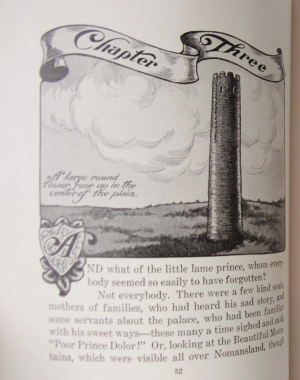 Chapter Three
A large round
Tower rose up in the
center of the plain.
AND what of the little lame prince, whom every-
body seemed so easily to have forgotten?
Not everybody. There were a few kind souls,
mothers of families, who had heard his sad story, and
some servants about the palace, who had been familiar
with his sweet ways—these many a time sighed and said,
"Poor Prince Dolor!" Or, looking at the Beautiful Moun-
tains, which were visible all over Nomansland, though
32